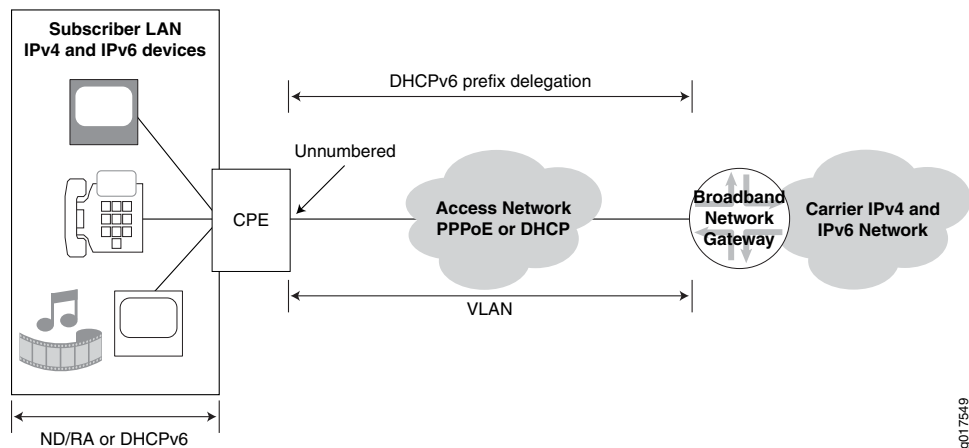 Subscriber LAN
IPv4 and IPv6 devices
DHCPv6 prefix delegation
Unnumbered
CPE
Access Network
PPPoE or DHCP
Broadband
Network
Gateway
Carrier IPv4 and
IPv6 Network
VLAN
ND/RA or DHCPv6
g017549